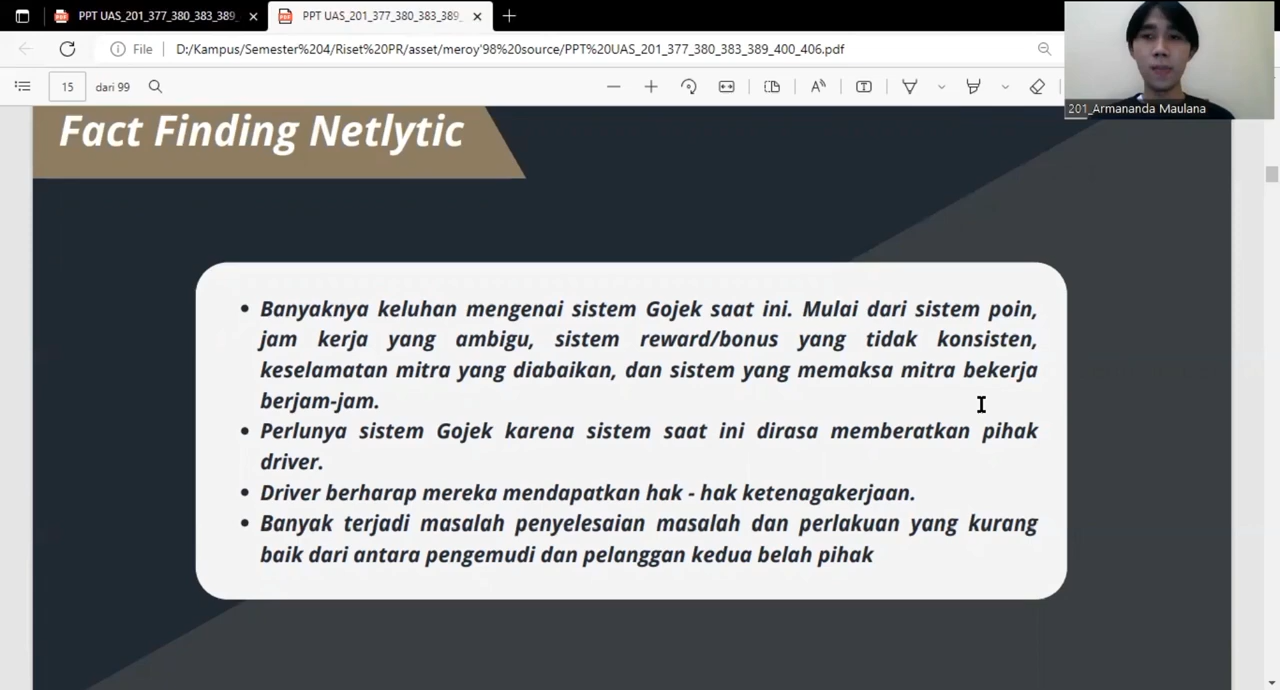 PPT UAS_201_377_380_383_389_
PPT UAS_201_377_380_383_389_
File
D:/Kampus/Semester%204/Riset%20PR/asset/meroy'98%20source/PPT%20UAS_201_377_380_383_389_400_406.pdf
15
dari 99
201_Armananda Maulana
Fact Finding Netlytic
• Banyaknya keluhan mengenai sistem Gojek saat ini. Mulai dari sistem poin,
jam kerja yang ambigu, sistem reward/bonus yang tidak konsisten,
keselamatan mitra yang diabaikan, dan sistem yang memaksa mitra bekerja
berjam-jam.
• Perlunya sistem Gojek karena sistem saat ini dirasa memberatkan pihak
driver.
• Driver berharap mereka mendapatkan hak - hak ketenagakerjaan.
• Banyak terjadi masalah penyelesaian masalah dan perlakuan yang kurang
baik dari antara pengemudi dan pelanggan kedua belah pihak